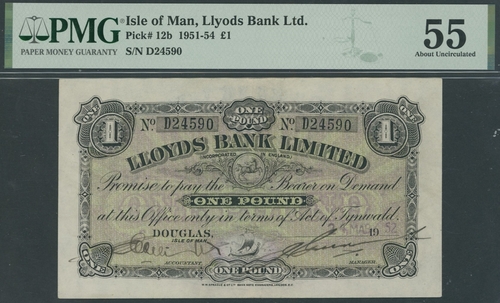 PMG
PAPER MONEY GUARANTY
Isle of Man, Llyods Bank Ltd.
Pick# 12b 1951-54 £1
S/N D24590
55
About Uncirculated
ONE
POUND
1
No. D24590
No. D24590
1
LLOYDS BANK LIMITED
(INCORPORATED IN ENGLAND)
Promise to pay the Bearer on Demand
ONE POUND
at this Office only in terms of Act of Tynwald.
DOUGLAS,
ISLE OF MAN,
19
52
ACCOUNTANT.
MANAGER.
ONE POUND